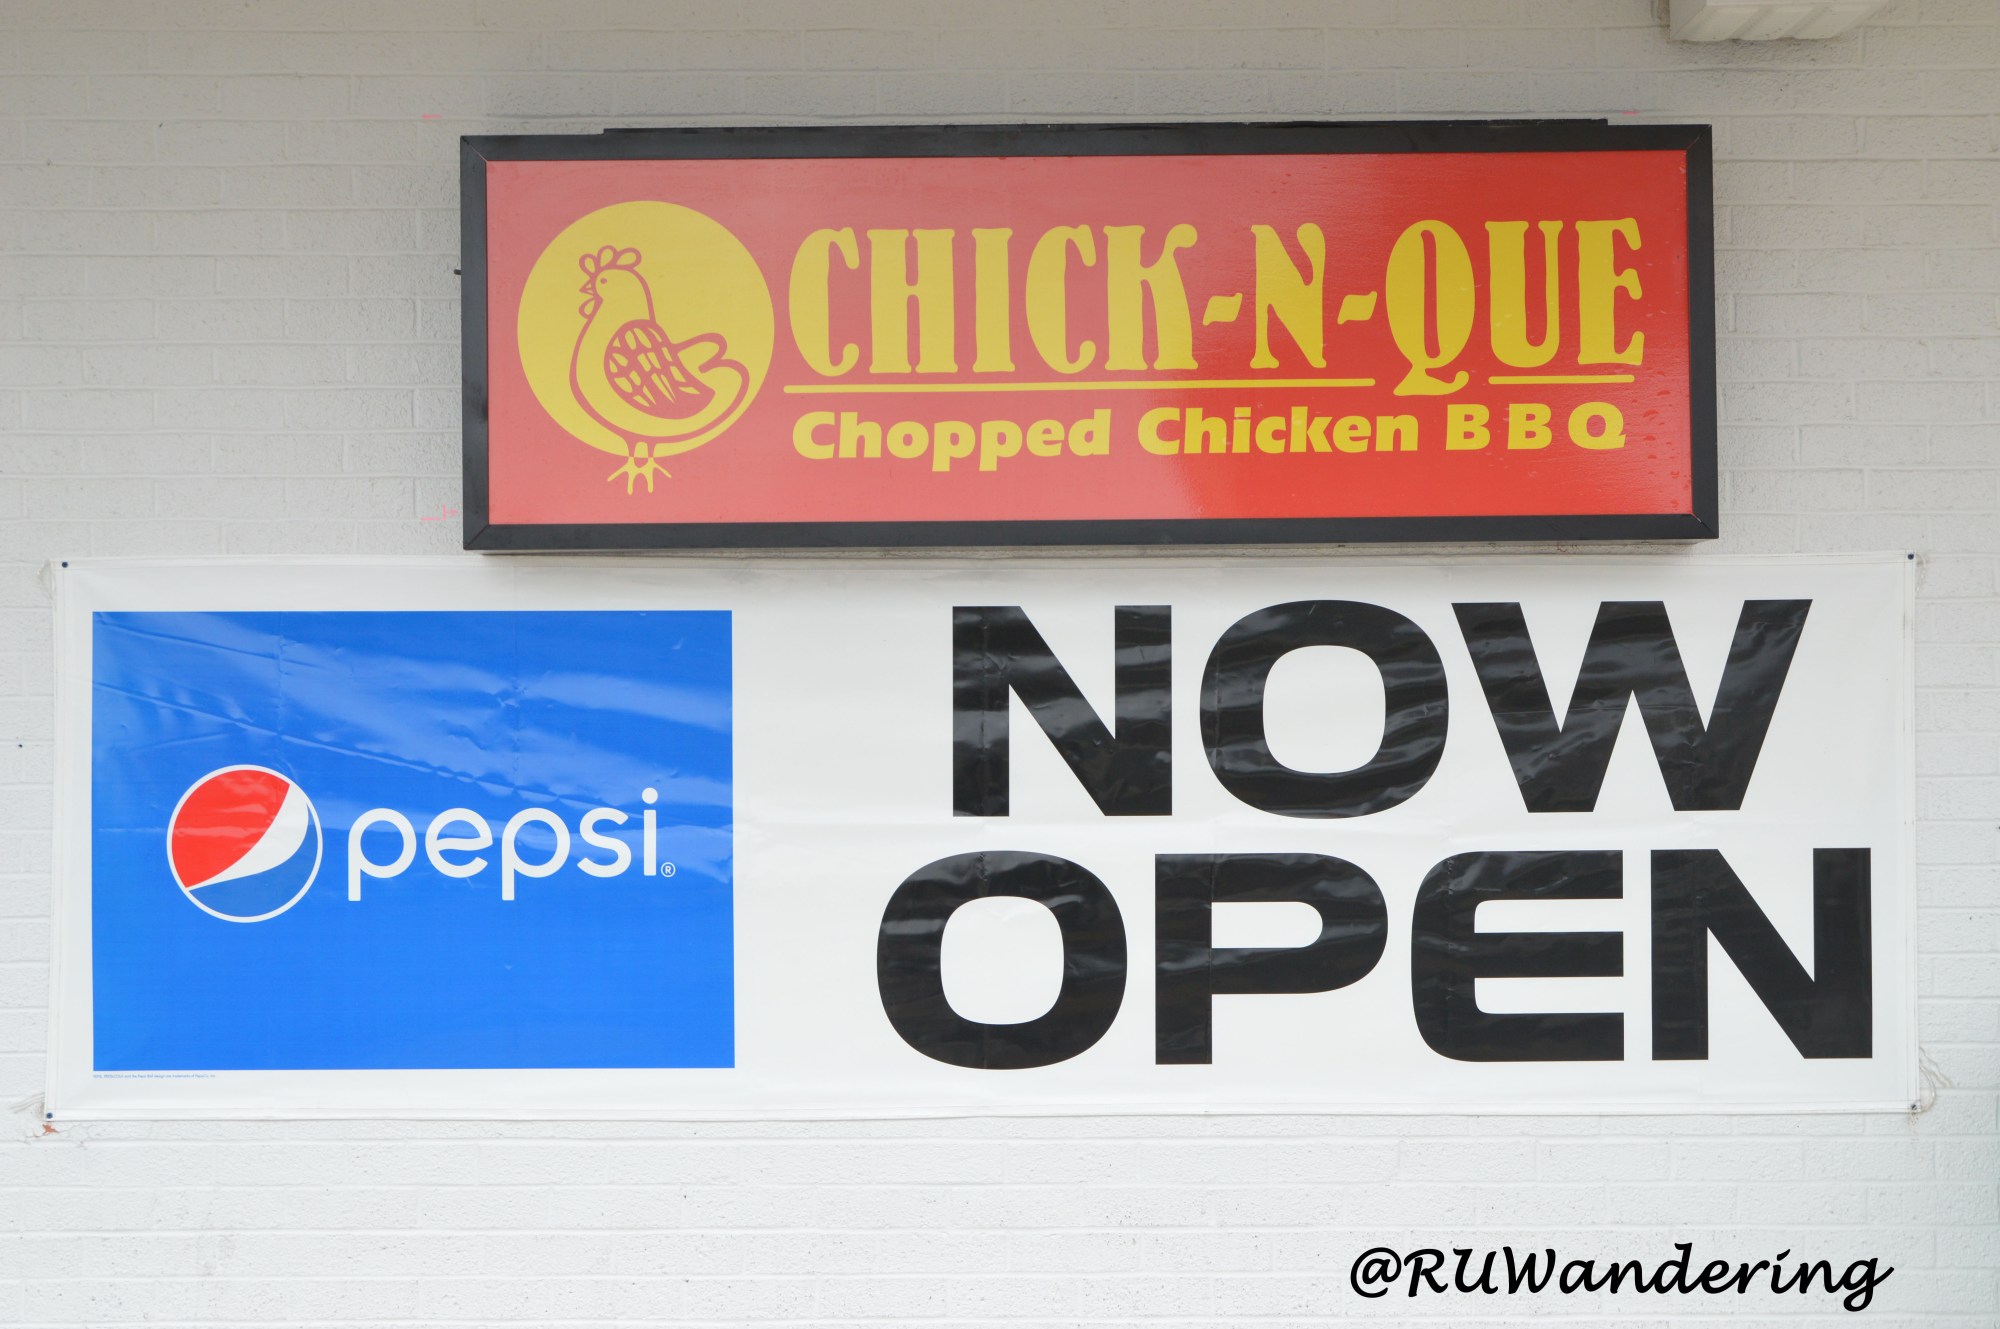 CHICK-N-QUE
Chopped Chicken BBQ
pepsi®
NOW
OPEN
@RUWandering